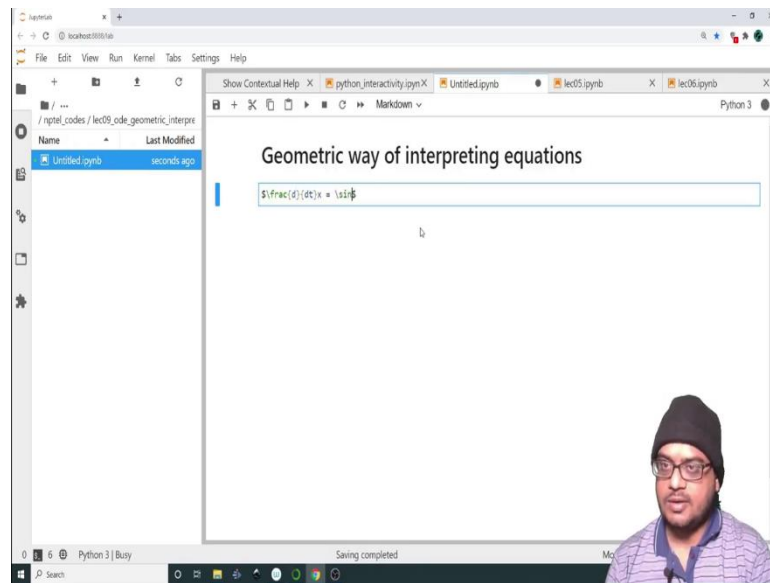 JupyterLab
localhost:8888/lab
File Edit View Run Kernel Tabs Settings Help
Show Contextual Help
python_interactivity.ipyn
Untitled.ipynb
lec05.ipynb
lec06.ipynb
Markdown
Python 3
/ ...
/ nptel_codes / lec09_ode_geometric_interpre
Name Last Modified
Untitled.ipynb seconds ago
Geometric way of interpreting equations
$\frac{d}{dt}x = \sin$
0 6 Python 3 | Busy Saving completed
Search